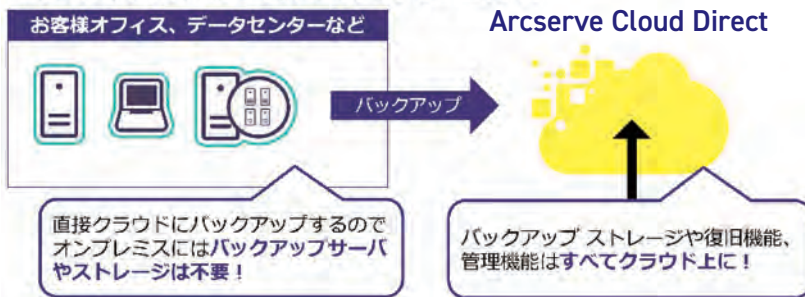 お客様オフィス、データセンターなど
Arcserve Cloud Direct
バックアップ
直接クラウドにバックアップするので
オンプレミスにはバックアップサーバ
やストレージは不要！
バックアップ ストレージや復旧機能、
管理機能はすべてクラウド上に！